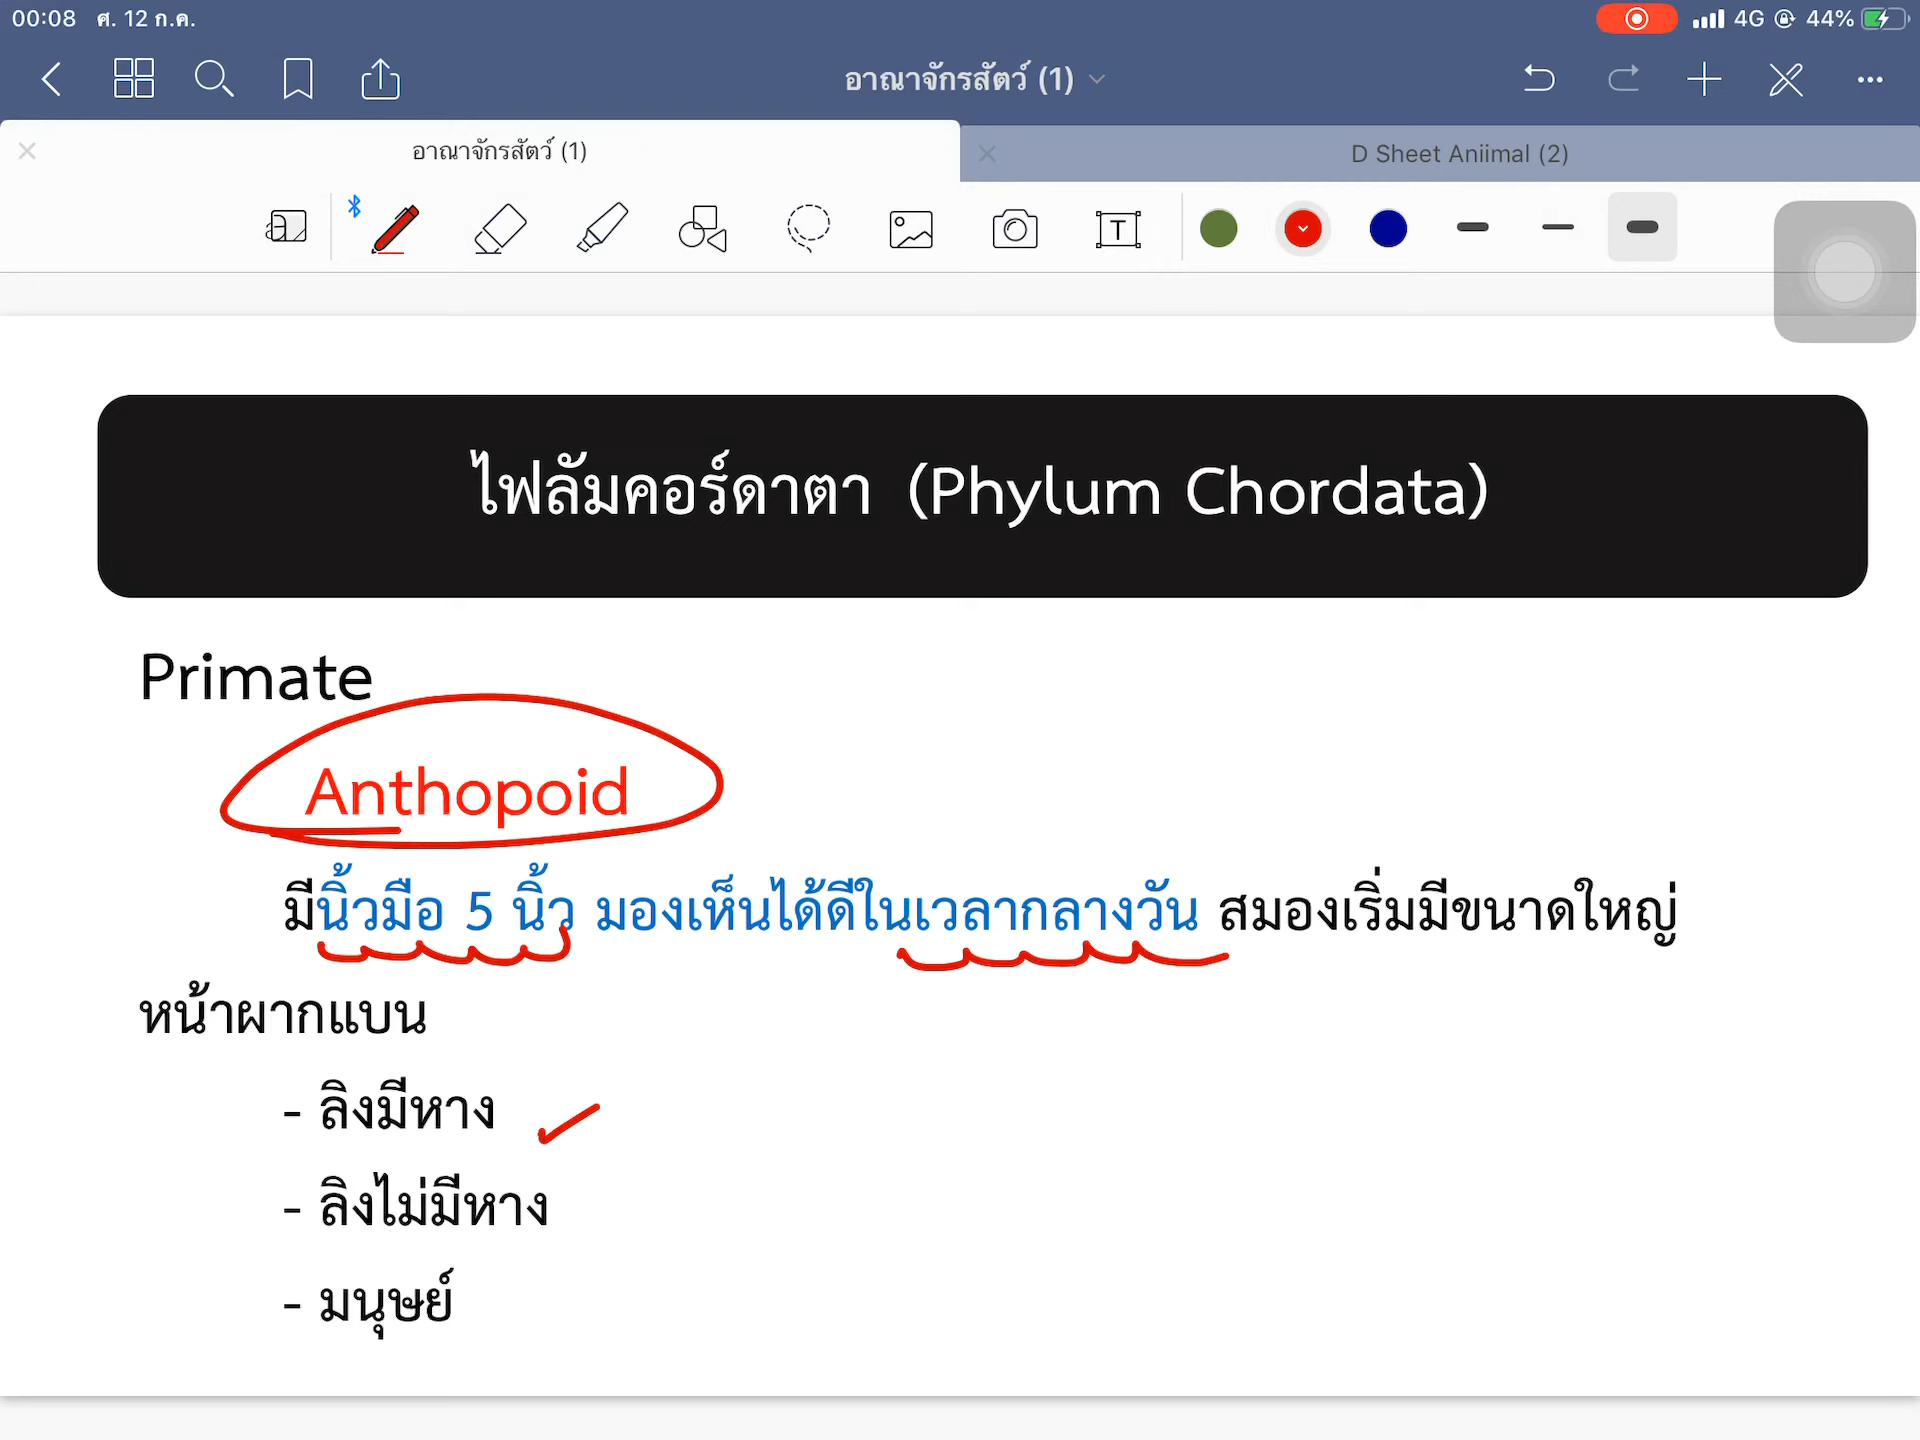 00:08 ศ. 12 ก.ค. 4G 44%
อาณาจักรสัตว์ (1)
อาณาจักรสัตว์ (1) D Sheet Aniimal (2)
T
ไฟลัมคอร์ดาตา (Phylum Chordata)
Primate
Anthopoid
มีนิ้วมือ 5 นิ้ว มองเห็นได้ดีในเวลากลางวัน สมองเริ่มมีขนาดใหญ่
หน้าผากแบน
- ลิงมีหาง
- ลิงไม่มีหาง
- มนุษย์